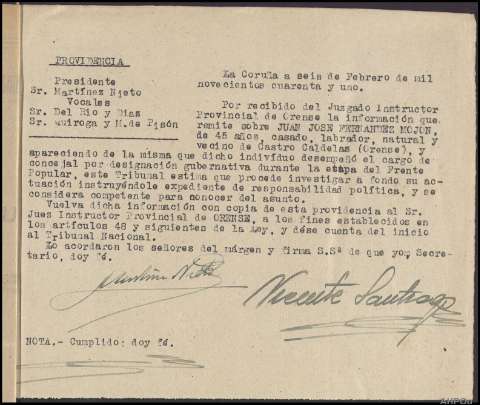 PROVIDENCIA
Presidente
Sr. Martínez Nieto
Vocales
Sr. Del Rio y Dias
Sr. Quiroga y M. de Pisón
La Coruña a seis de Febrero de mil
novecientos cuarenta y uno.
Por recibido del Juzgado Instructor
Provincial de Orense la información que
remite sobre JUAN JOSE FERNANDEZ MOJON,
de 45 años, casado, labrador, natural y
vecino de Castro Caldelas (Orense), y
apareciendo de la misma que dicho individuo desempeñó el cargo de
concejal por designación gubernativa durante la etapa del Frente
Popular, este Tribunal estima que procede investigar a fondo su ac-
tuación instruyéndole expediente de responsabilidad política, y se
considera competente para conocer del asunto.
Vuelva dicha información con copia de esta providencia al Sr.
Jues Instructor Provincial de ORENSE, a los fines establecidos en
los artículos 48 y siguientes de la Ley, y dése cuenta del inicio
al Tribunal Nacional.
Lo acordaron los señores del márgen y firma S.Sª de que yo, Secre-
tario, doy fé.
Vicente Santiago
NOTA.- Cumplido: doy fé.
AHPOu